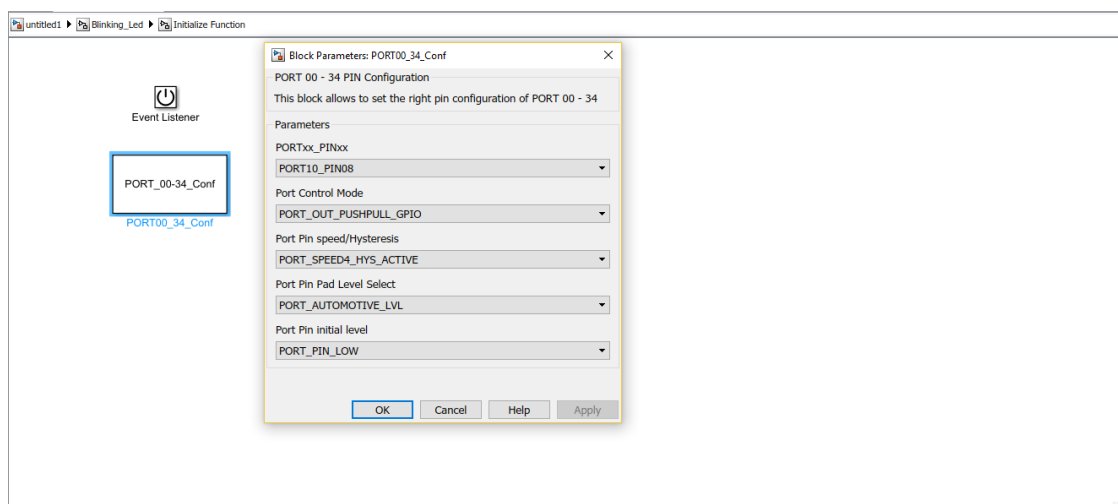 untitled1 Blinking_Led Initialize Function
Block Parameters: PORT00_34_Conf
PORT 00 - 34 PIN Configuration
This block allows to set the right pin configuration of PORT 00 - 34
Event Listener
Parameters
PORTxx_PINxx
PORT10_PIN08
PORT_00-34_Conf
PORT00_34_Conf
Port Control Mode
PORT_OUT_PUSHPULL_GPIO
Port Pin speed/Hysteresis
PORT_SPEED4_HYS_ACTIVE
Port Pin Pad Level Select
PORT_AUTOMOTIVE_LVL
Port Pin initial level
PORT_PIN_LOW
OK Cancel Help Apply